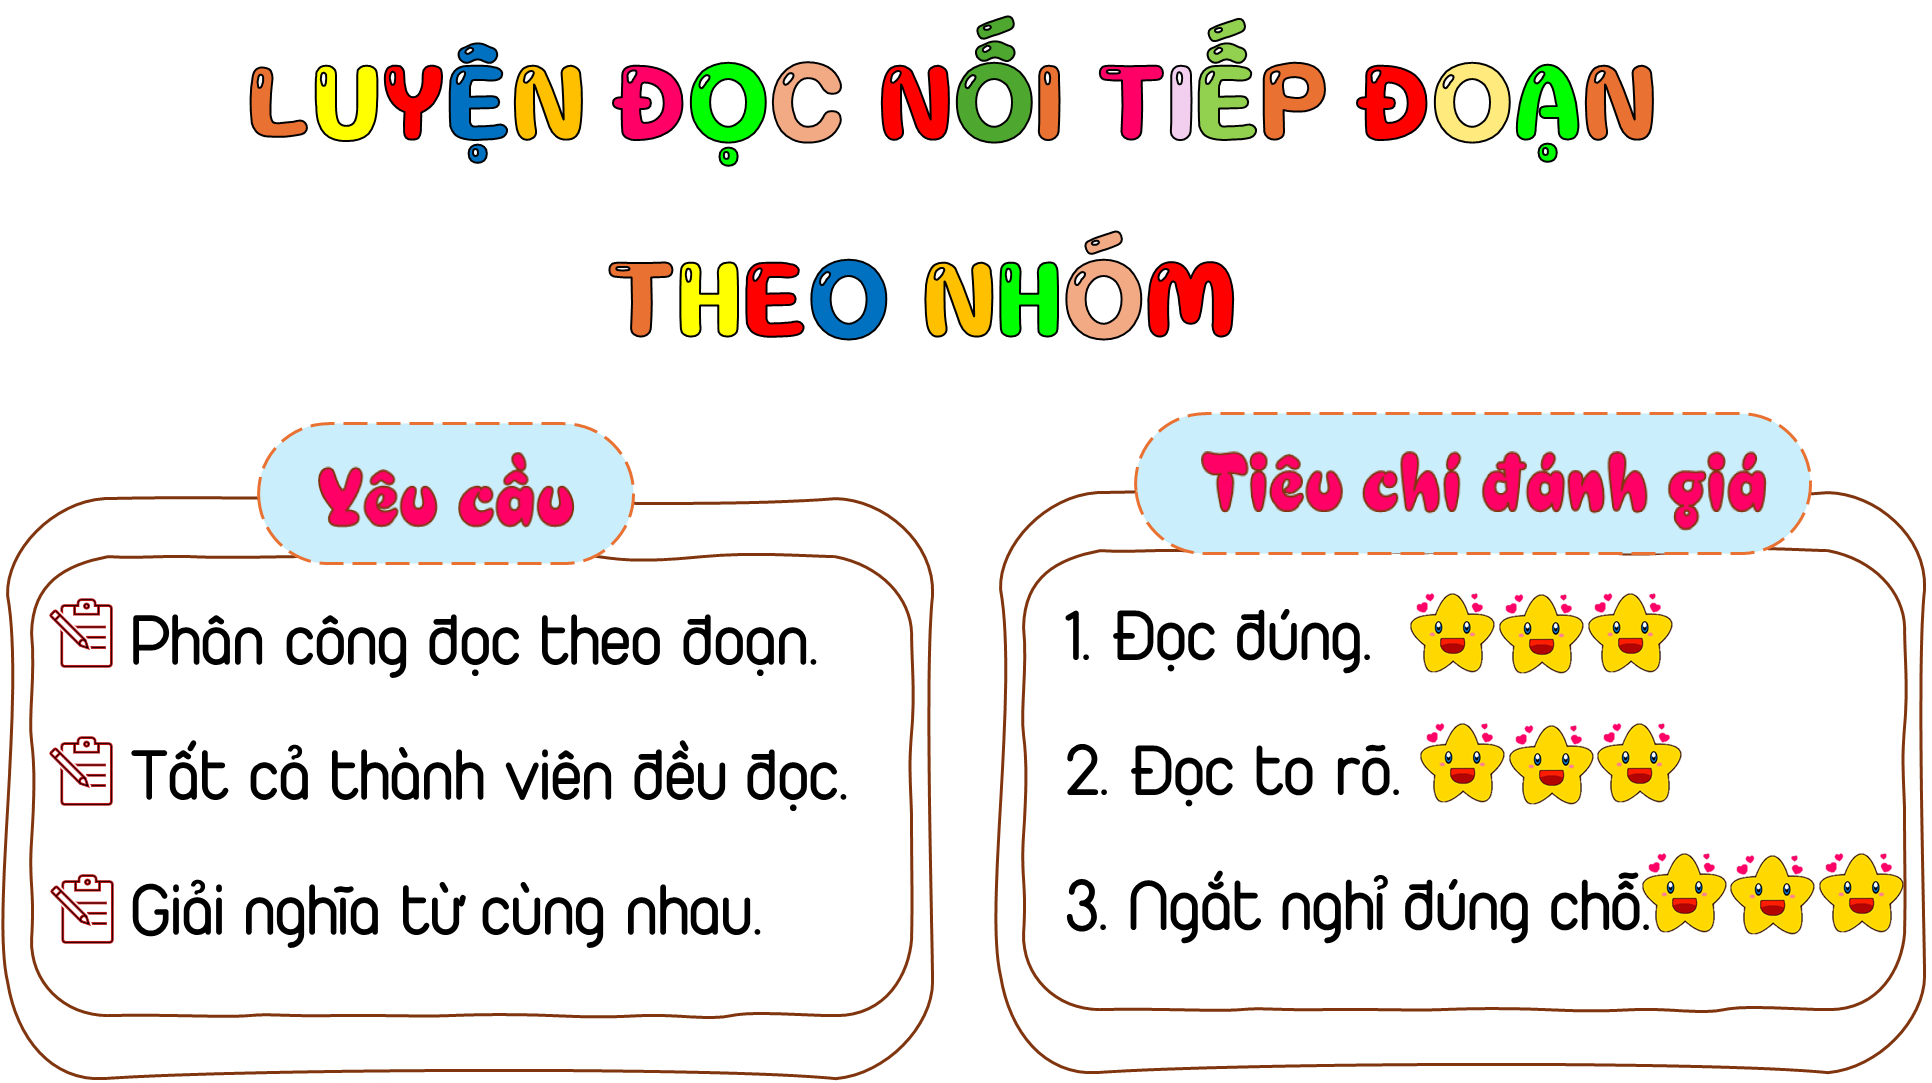 LUYỆN ĐỌC NỐI TIẾP ĐOẠN
THEO NHÓM
Yêu cầu
Phân công đọc theo đoạn.
Tất cả thành viên đều đọc.
Giải nghĩa từ cùng nhau.
Tiêu chí đánh giá
1. Đọc đúng.
2. Đọc to rõ.
3. Ngắt nghỉ đúng chỗ.